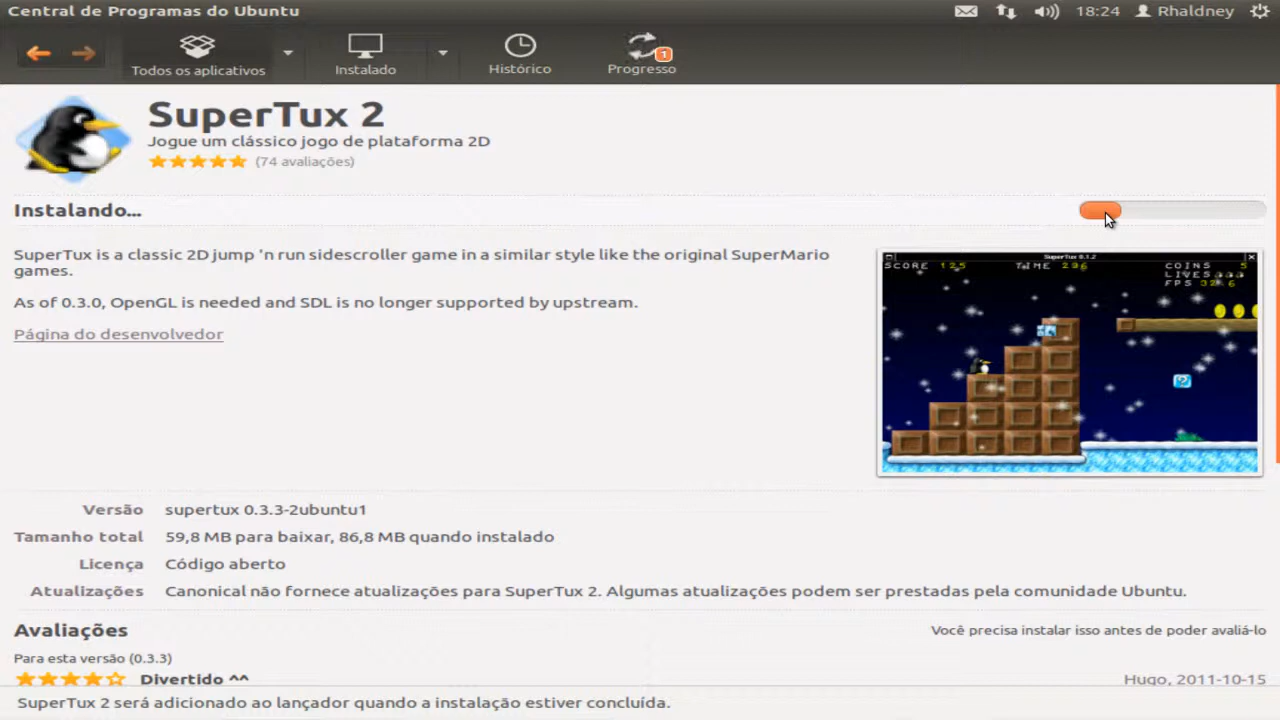 Central de Programas do Ubuntu
18:24 Rhaldney
Todos os aplicativos
Instalado
Histórico
Progresso
1
SuperTux 2
Jogue um clássico jogo de plataforma 2D
(74 avaliações)
Instalando...
SuperTux is a classic 2D jump 'n run sidescroller game in a similar style like the original SuperMario
games.
As of 0.3.0, OpenGL is needed and SDL is no longer supported by upstream.
Página do desenvolvedor
SuperTux 0.1.2
SCORE 125
TIME 296
COINS 5
LIVES
FPS
Versão supertux 0.3.3-2ubuntu1
Tamanho total 59,8 MB para baixar, 86,8 MB quando instalado
Licença Código aberto
Atualizações Canonical não fornece atualizações para SuperTux 2. Algumas atualizações podem ser prestadas pela comunidade Ubuntu.
Avaliações
Você precisa instalar isso antes de poder avaliá-lo
Para esta versão (0.3.3)
Divertido ^^
Hugo, 2011-10-15
SuperTux 2 será adicionado ao lançador quando a instalação estiver concluída.